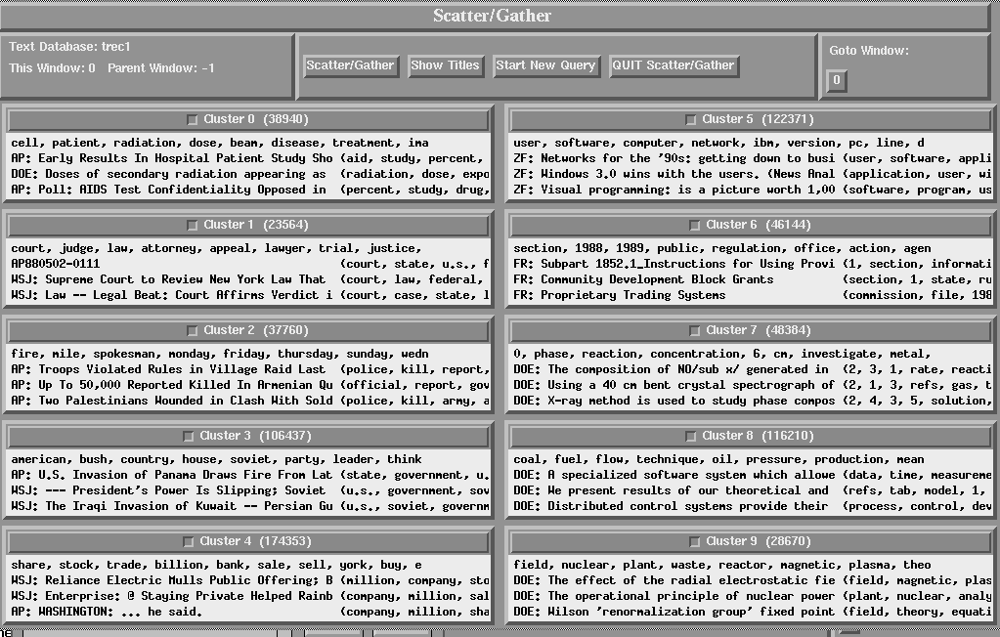 Scatter/Gather
Text Database: trec1
This Window: 0 Parent Window: -1
Scatter/Gather Show Titles Start New Query QUIT Scatter/Gather
Goto Window:
0
Cluster 0 (38940)
cell, patient, radiation, dose, beam, disease, treatment, ima
AP: Early Results In Hospital Patient Study Sho (aid, study, percent,
DOE: Doses of secondary radiation appearing as (radiation, dose, expo
AP: Poll: AIDS Test Confidentiality Opposed in (percent, study, drug,
Cluster 1 (23564)
court, judge, law, attorney, appeal, lawyer, trial, justice,
AP880502-0111 (court, state, u.s., f
WSJ: Supreme Court to Review New York Law That (court, law, federal,
WSJ: Law -- Legal Beat: Court Affirms Verdict i (court, case, state, l
Cluster 2 (37760)
fire, mile, spokesman, monday, friday, thursday, sunday, wedn
AP: Troops Violated Rules in Village Raid Last (police, kill, report,
AP: Up To 50,000 Reported Killed In Armenian Qu (official, report, gov
AP: Two Palestinians Wounded in Clash With Sold (police, kill, army, a
Cluster 3 (106437)
american, bush, country, house, soviet, party, leader, think
AP: U.S. Invasion of Panama Draws Fire From Lat (state, government, u.
WSJ: --- President's Power Is Slipping; Soviet (u.s., government, sov
WSJ: The Iraqi Invasion of Kuwait -- Persian Gu (u.s., soviet, governm
Cluster 4 (174353)
share, stock, trade, billion, bank, sale, sell, york, buy, e
WSJ: Reliance Electric Mulls Public Offering; B (million, company, sto
WSJ: Enterprise: @ Staying Private Helped Rainb (company, million, sal
AP: WASHINGTON: ... he said. (company, million, sha
Cluster 5 (122371)
user, software, computer, network, ibm, version, pc, line, d
ZF: Networks for the '90s: getting down to busi (user, software, appli
ZF: Windows 3.0 wins with the users. (News Anal (application, user, wi
ZF: Visual programming: is a picture worth 1,00 (software, program, us
Cluster 6 (46144)
section, 1988, 1989, public, regulation, office, action, agen
FR: Subpart 1852.1_Instructions for Using Provi (1, section, informati
FR: Community Development Block Grants (section, 1, state, ru
FR: Proprietary Trading Systems (commission, file, 198
Cluster 7 (48384)
0, phase, reaction, concentration, 6, cm, investigate, metal,
DOE: The composition of NO/sub x/ generated in (2, 3, 1, rate, reacti
DOE: Using a 40 cm bent crystal spectrograph of (2, 1, 3, refs, gas, t
DOE: X-ray method is used to study phase compos (2, 4, 3, 5, solution,
Cluster 8 (116210)
coal, fuel, flow, technique, oil, pressure, production, mean
DOE: A specialized software system which allowe (data, time, measureme
DOE: We present results of our theoretical and (refs, tab, model, 1,
DOE: Distributed control systems provide their (process, control, dev
Cluster 9 (28670)
field, nuclear, plant, waste, reactor, magnetic, plasma, theo
DOE: The effect of the radial electrostatic fie (field, magnetic, plas
DOE: The operational principle of nuclear power (plant, nuclear, analy
DOE: Wilson 'renormalization group' fixed point (field, theory, equati